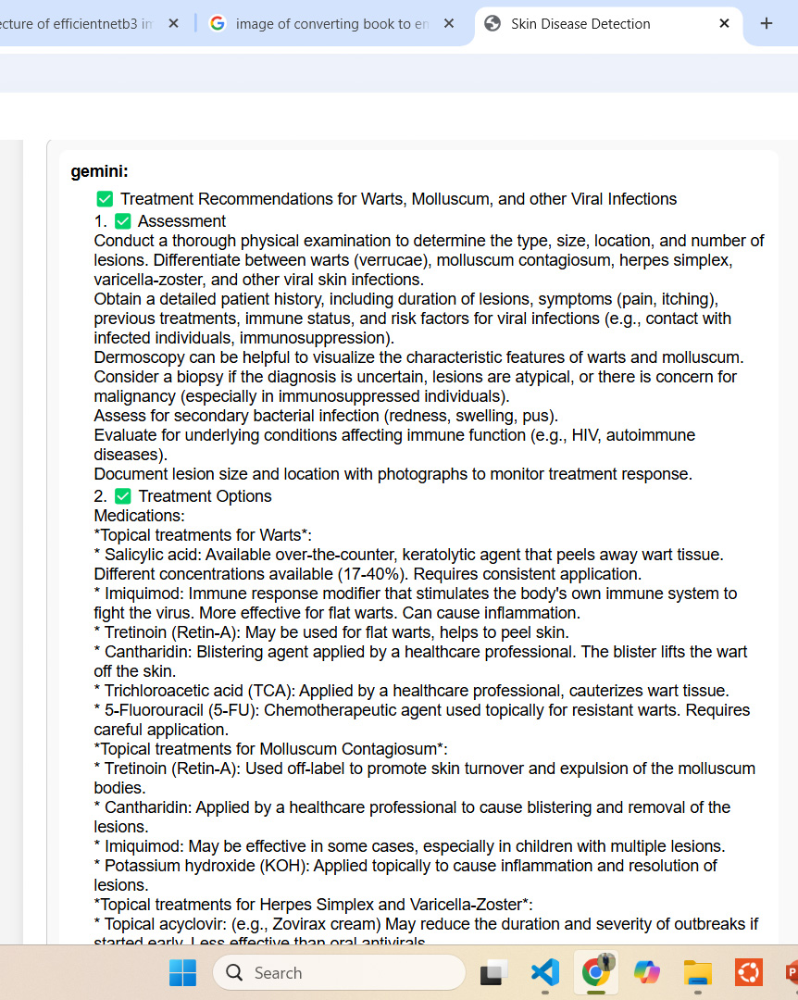 ecture of efficientnetb3 im
image of converting book to em
Skin Disease Detection
gemini:
✅ Treatment Recommendations for Warts, Molluscum, and other Viral Infections
1. ✅ Assessment
Conduct a thorough physical examination to determine the type, size, location, and number of
lesions. Differentiate between warts (verrucae), molluscum contagiosum, herpes simplex,
varicella-zoster, and other viral skin infections.
Obtain a detailed patient history, including duration of lesions, symptoms (pain, itching),
previous treatments, immune status, and risk factors for viral infections (e.g., contact with
infected individuals, immunosuppression).
Dermoscopy can be helpful to visualize the characteristic features of warts and molluscum.
Consider a biopsy if the diagnosis is uncertain, lesions are atypical, or there is concern for
malignancy (especially in immunosuppressed individuals).
Assess for secondary bacterial infection (redness, swelling, pus).
Evaluate for underlying conditions affecting immune function (e.g., HIV, autoimmune
diseases).
Document lesion size and location with photographs to monitor treatment response.
2. ✅ Treatment Options
Medications:
*Topical treatments for Warts*:
* Salicylic acid: Available over-the-counter, keratolytic agent that peels away wart tissue.
Different concentrations available (17-40%). Requires consistent application.
* Imiquimod: Immune response modifier that stimulates the body's own immune system to
fight the virus. More effective for flat warts. Can cause inflammation.
* Tretinoin (Retin-A): May be used for flat warts, helps to peel skin.
* Cantharidin: Blistering agent applied by a healthcare professional. The blister lifts the wart
off the skin.
* Trichloroacetic acid (TCA): Applied by a healthcare professional, cauterizes wart tissue.
* 5-Fluorouracil (5-FU): Chemotherapeutic agent used topically for resistant warts. Requires
careful application.
*Topical treatments for Molluscum Contagiosum*:
* Tretinoin (Retin-A): Used off-label to promote skin turnover and expulsion of the molluscum
bodies.
* Cantharidin: Applied by a healthcare professional to cause blistering and removal of the
lesions.
* Imiquimod: May be effective in some cases, especially in children with multiple lesions.
* Potassium hydroxide (KOH): Applied topically to cause inflammation and resolution of
lesions.
*Topical treatments for Herpes Simplex and Varicella-Zoster*:
* Topical acyclovir: (e.g., Zovirax cream) May reduce the duration and severity of outbreaks if
started early. Less effective than oral antivirals.
Search
P